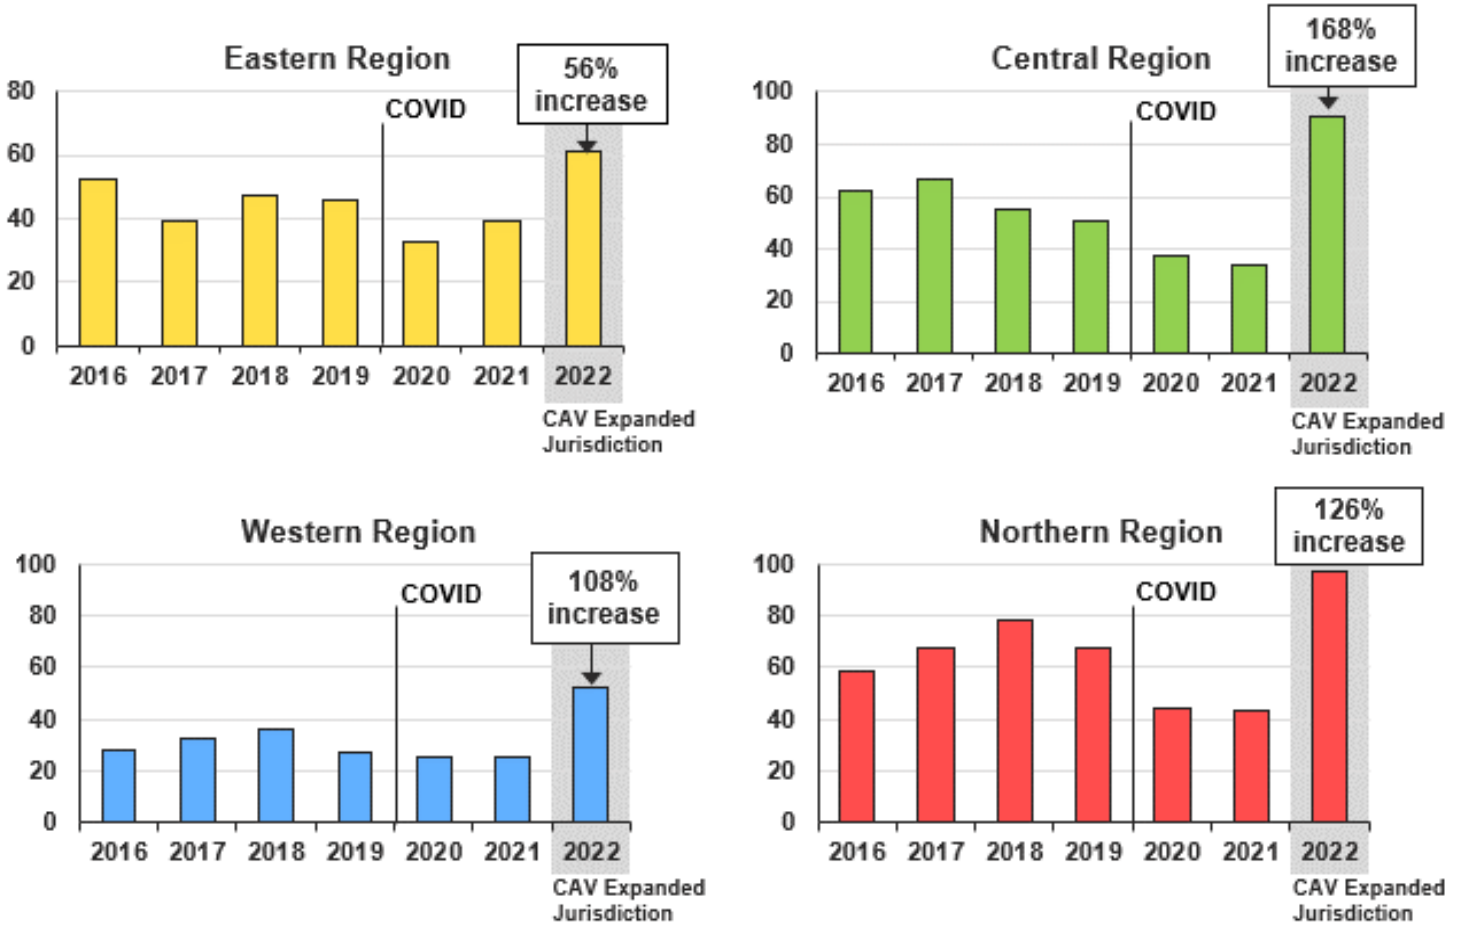 Eastern Region
56%
increase
80
COVID
60
40
20
0
2016 2017 2018 2019 2020 2021 2022
CAV Expanded
Jurisdiction
Central Region
168%
increase
100
COVID
80
60
40
20
0
2016 2017 2018 2019 2020 2021 2022
CAV Expanded
Jurisdiction
Western Region
108%
increase
100
COVID
80
60
40
20
0
2016 2017 2018 2019 2020 2021 2022
CAV Expanded
Jurisdiction
Northern Region
126%
increase
100
COVID
80
60
40
20
0
2016 2017 2018 2019 2020 2021 2022
CAV Expanded
Jurisdiction